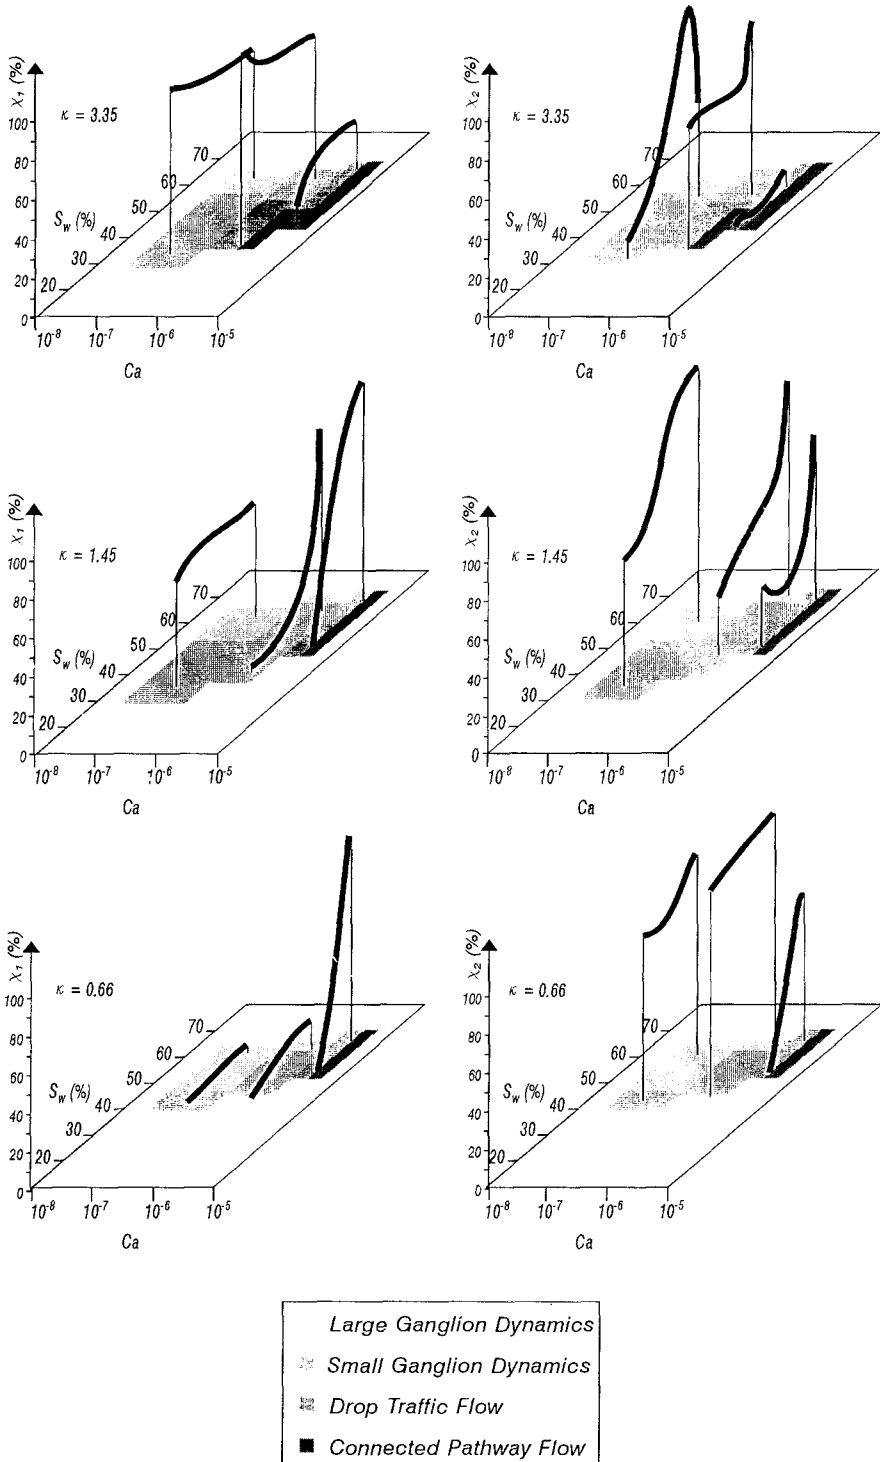 χ₁ (%)
κ = 3.35
100
80
60
40
20
0
S_w (%)
70
60
50
40
30
20
10⁻⁸ 10⁻⁷ 10⁻⁶ 10⁻⁵
Ca
χ₂ (%)
κ = 3.35
100
80
60
40
20
0
S_w (%)
70
60
50
40
30
20
10⁻⁸ 10⁻⁷ 10⁻⁶ 10⁻⁵
Ca
χ₁ (%)
κ = 1.45
100
80
60
40
20
0
S_w (%)
70
60
50
40
30
20
10⁻⁸ 10⁻⁷ 10⁻⁶ 10⁻⁵
Ca
χ₂ (%)
κ = 1.45
100
80
60
40
20
0
S_w (%)
70
60
50
40
30
20
10⁻⁸ 10⁻⁷ 10⁻⁶ 10⁻⁵
Ca
χ₁ (%)
κ = 0.66
100
80
60
40
20
0
S_w (%)
70
60
50
40
30
20
10⁻⁸ 10⁻⁷ 10⁻⁶ 10⁻⁵
Ca
χ₂ (%)
κ = 0.66
100
80
60
40
20
0
S_w (%)
70
60
50
40
30
20
10⁻⁸ 10⁻⁷ 10⁻⁶ 10⁻⁵
Ca
Large Ganglion Dynamics
Small Ganglion Dynamics
Drop Traffic Flow
Connected Pathway Flow